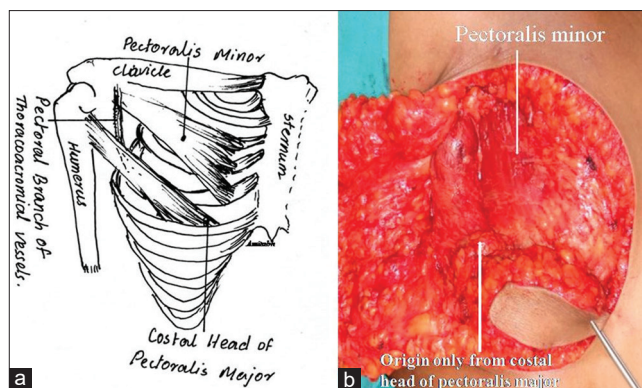 Pectoralis Minor
clavicle
Pectoral Branch of
Thoracoacromial vessels.
Humerus
sternum
Costal Head of
Pectoralis Major
a
Pectoralis minor
Origin only from costal
head of pectoralis major
b